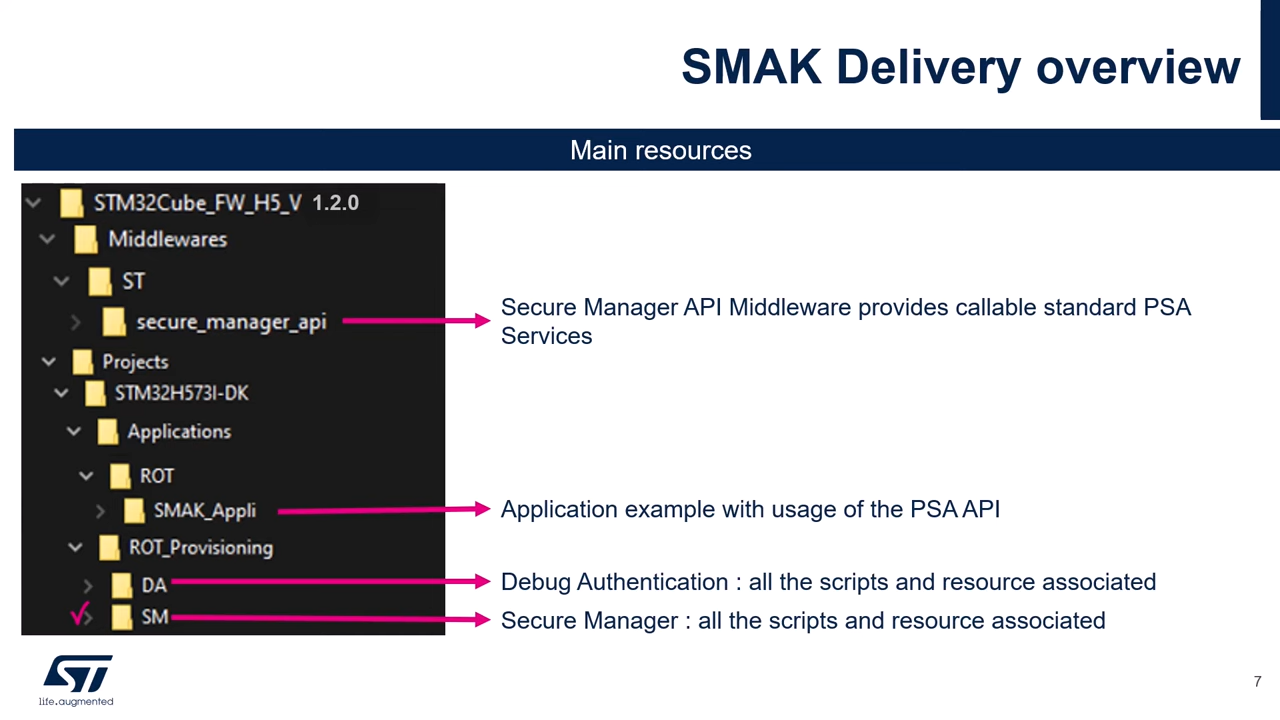 SMAK Delivery overview
Main resources
STM32Cube_FW_H5_V 1.2.0
Middlewares
ST
secure_manager_api
Secure Manager API Middleware provides callable standard PSA
Services
Projects
STM32H573I-DK
Applications
ROT
SMAK_Appli
Application example with usage of the PSA API
ROT_Provisioning
DA
Debug Authentication : all the scripts and resource associated
SM
Secure Manager : all the scripts and resource associated
ST
life.augmented
7